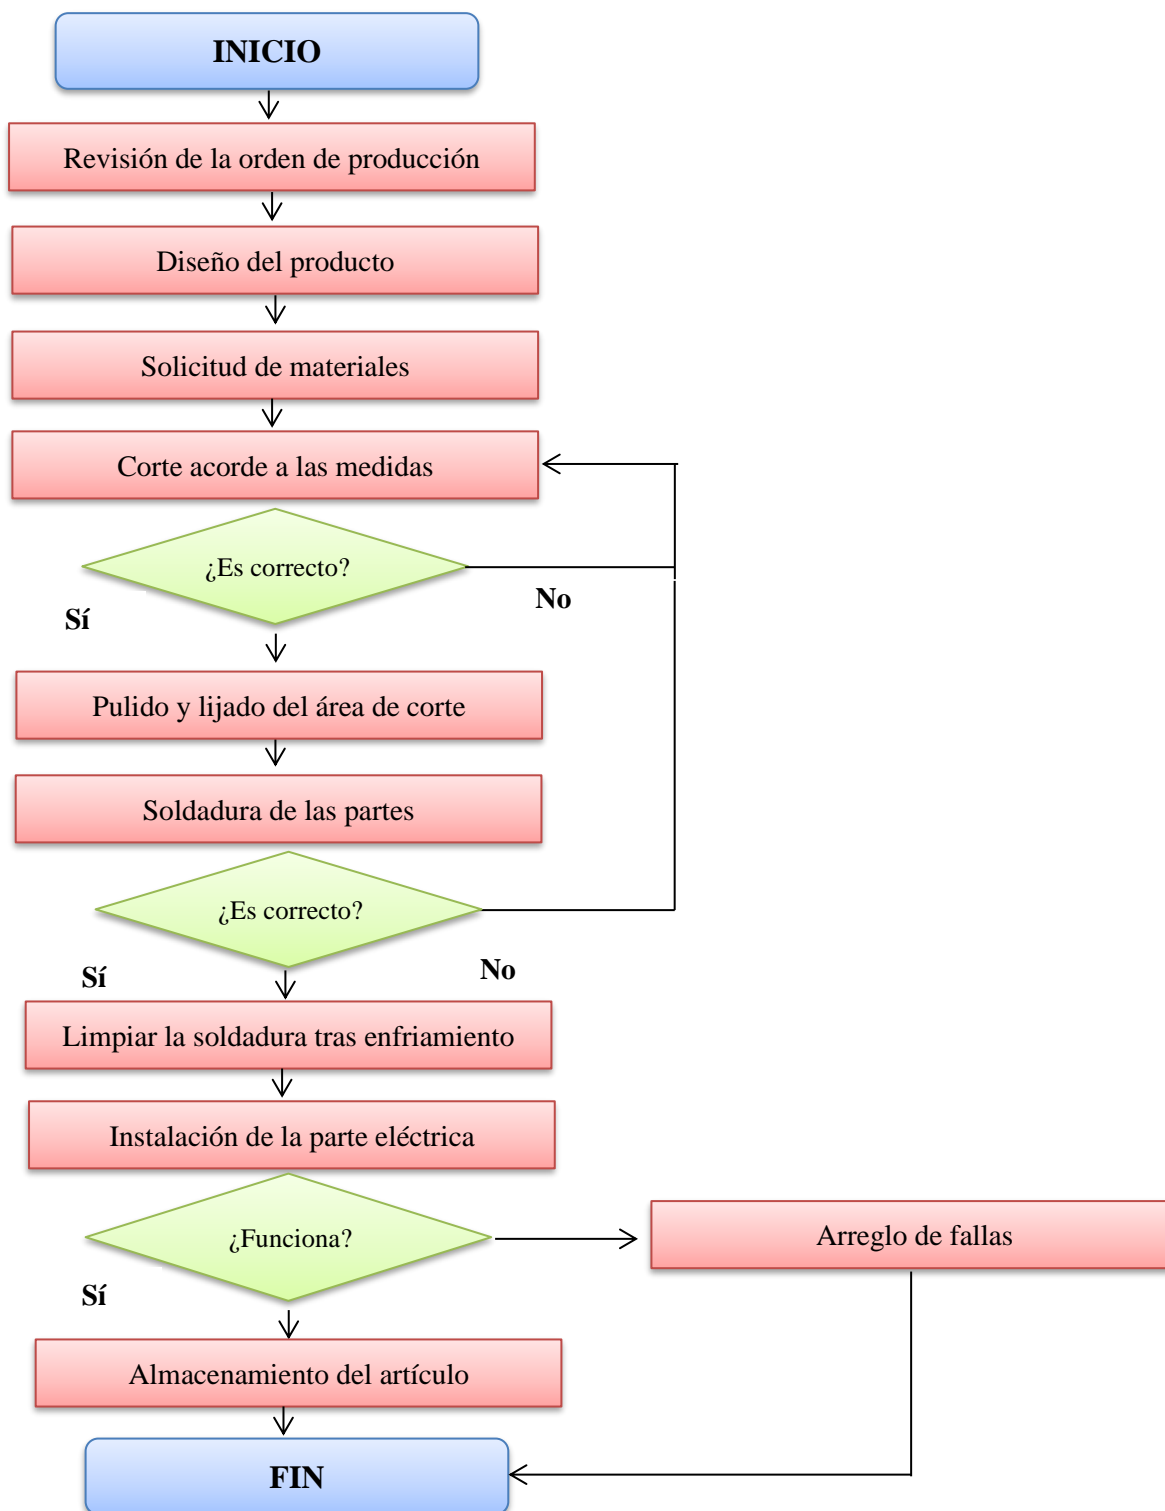 INICIO
Revisión de la orden de producción
Diseño del producto
Solicitud de materiales
Corte acorde a las medidas
¿Es correcto?
No
Sí
Pulido y lijado del área de corte
Soldadura de las partes
¿Es correcto?
No
Sí
Limpiar la soldadura tras enfriamiento
Instalación de la parte eléctrica
¿Funciona?
Arreglo de fallas
Sí
Almacenamiento del artículo
FIN